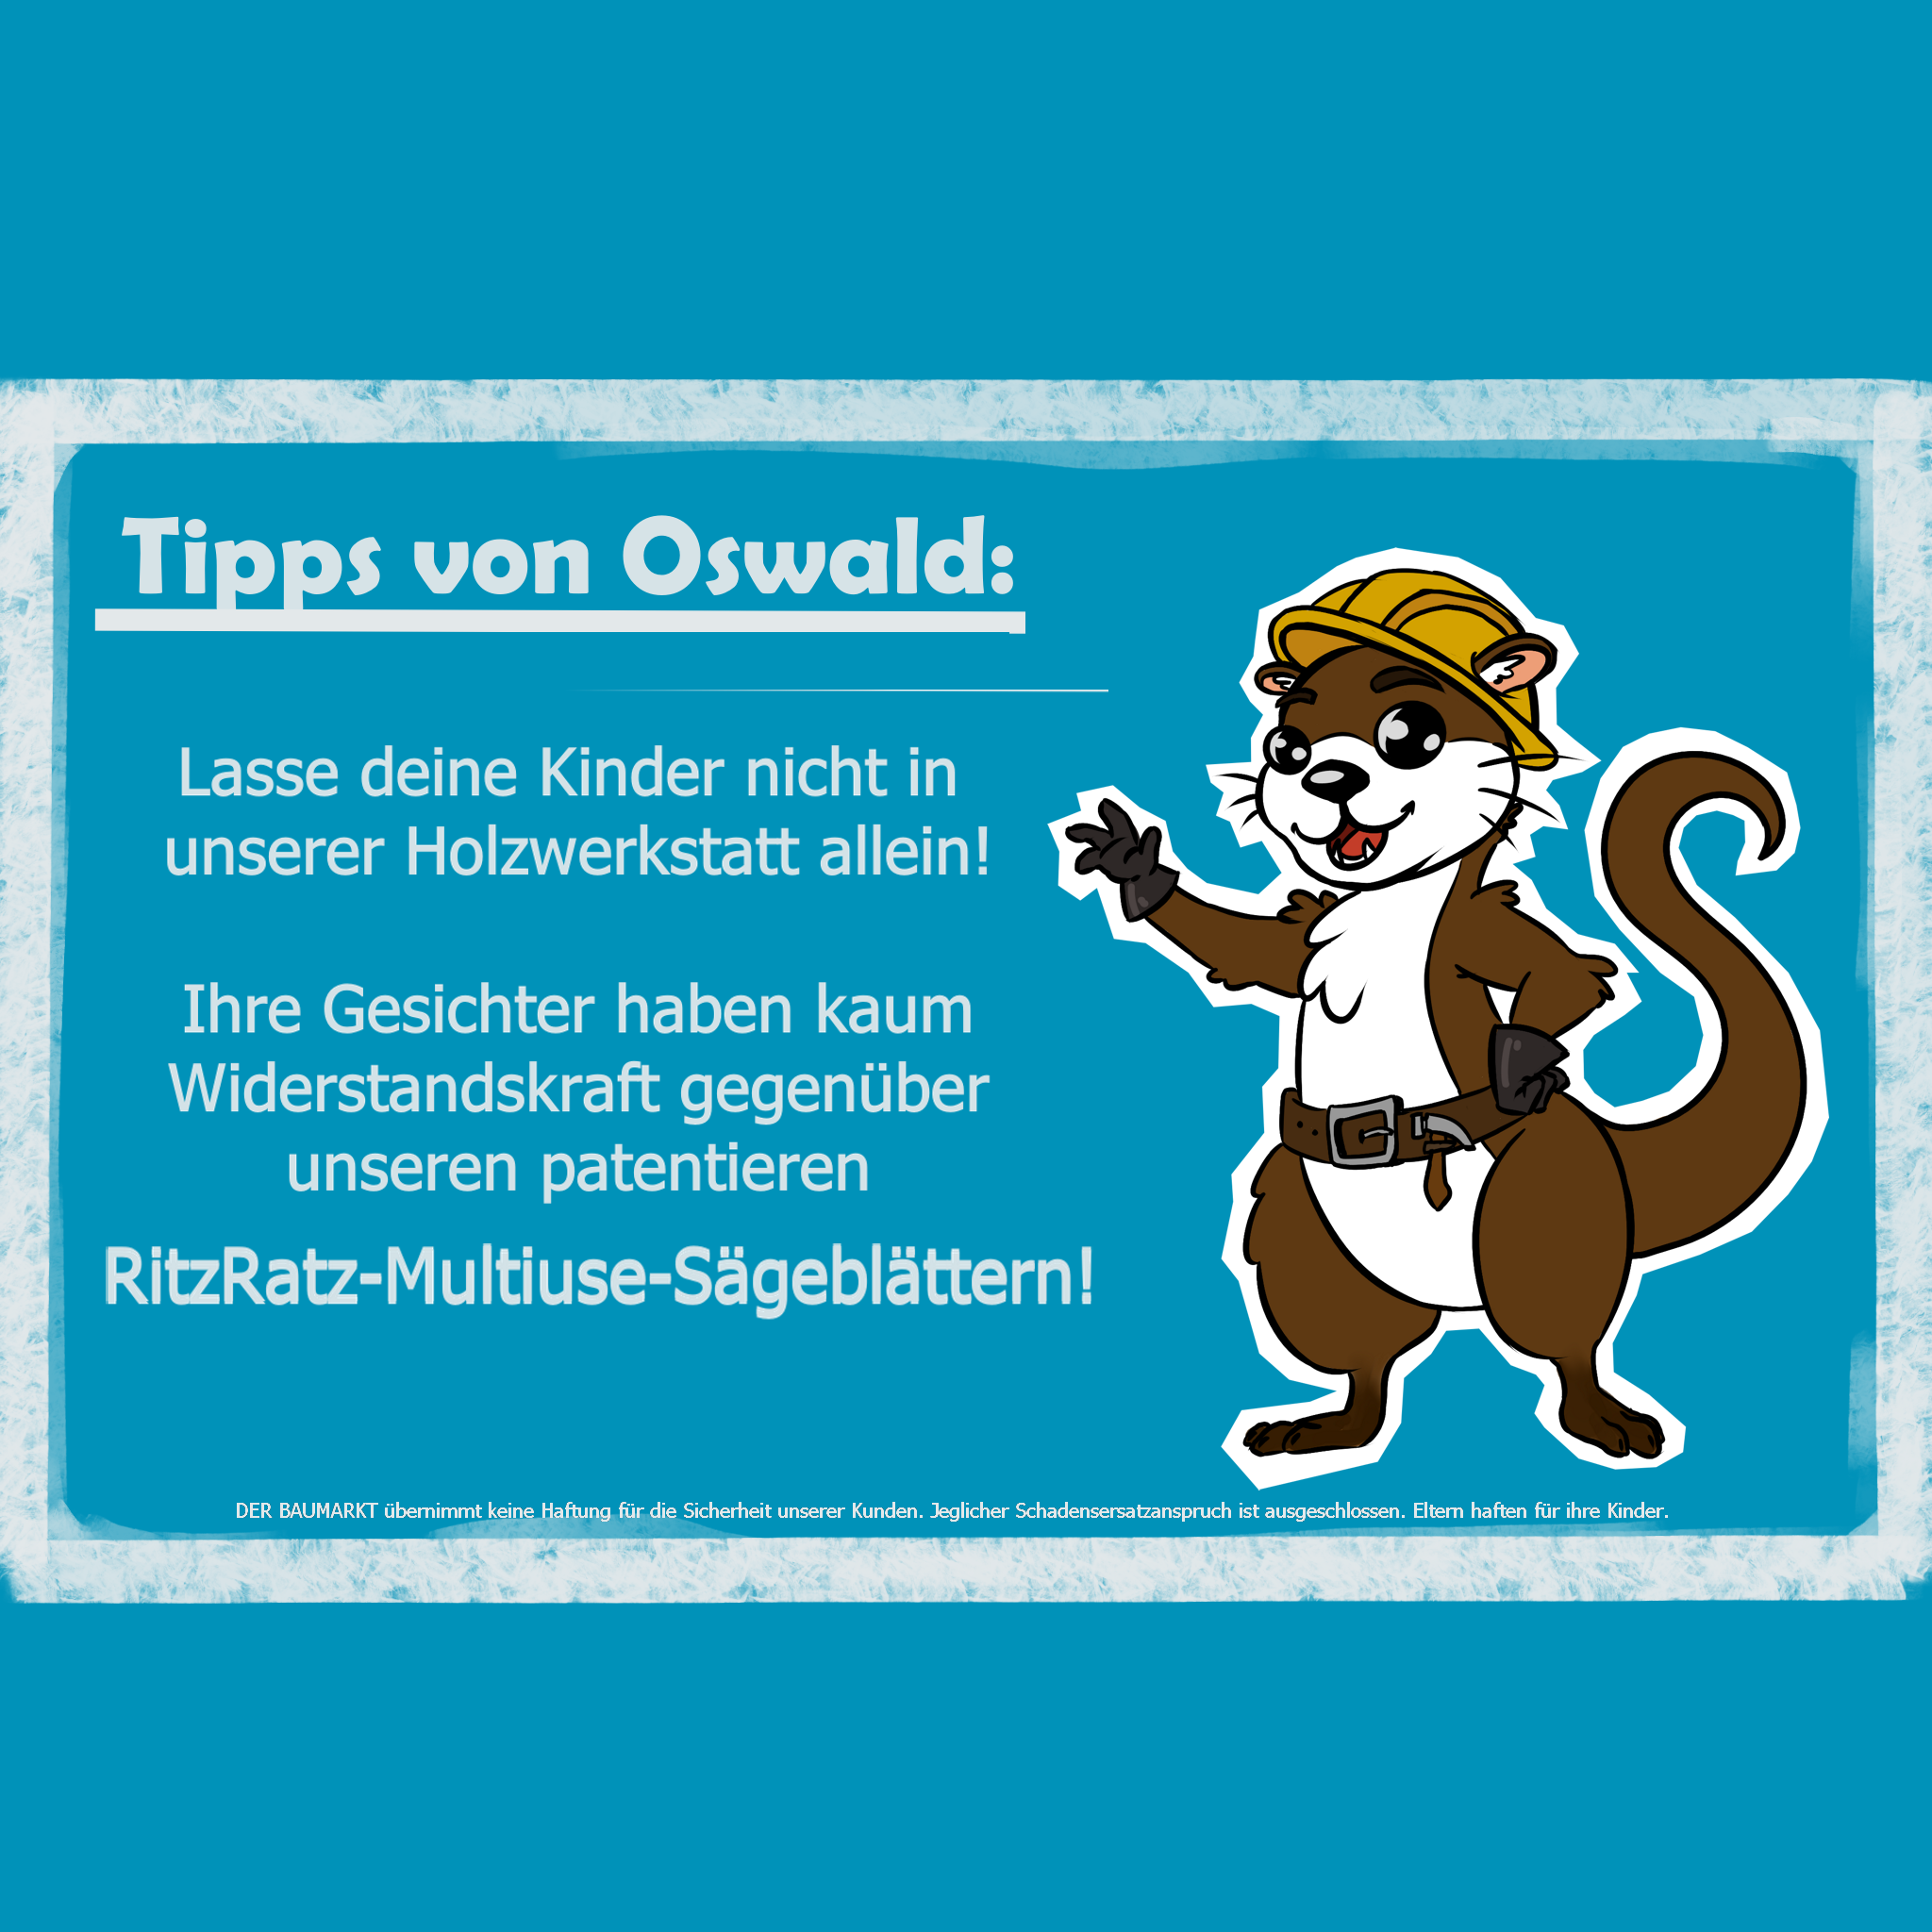 Tipps von Oswald:
Lasse deine Kinder nicht in
unserer Holzwerkstatt allein!
Ihre Gesichter haben kaum
Widerstandskraft gegenüber
unseren patentieren
RitzRatz-Multiuse-Sägeblättern!
DER BAUMARKT übernimmt keine Haftung für die Sicherheit unserer Kunden. Jeglicher Schadensersatzanspruch ist ausgeschlossen. Eltern haften für ihre Kinder.